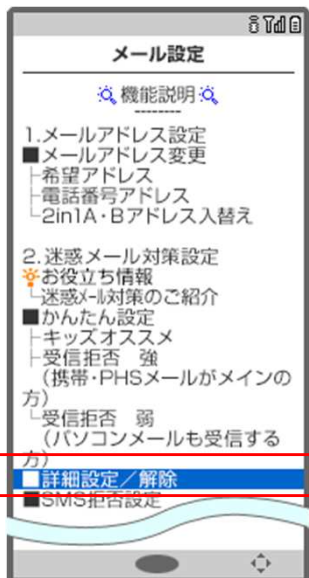 メール設定
機能説明
1.メールアドレス設定
■メールアドレス変更
├希望アドレス
├電話番号アドレス
└2in1A・Bアドレス入替え
2.迷惑メール対策設定
お役立ち情報
└迷惑ﾒｰﾙ対策のご紹介
■かんたん設定
├キッズオススメ
├受信拒否　強
(携帯・PHSメールがメインの
方)
└受信拒否　弱
(パソコンメールも受信する
方)
■詳細設定／解除
■SMS拒否設定